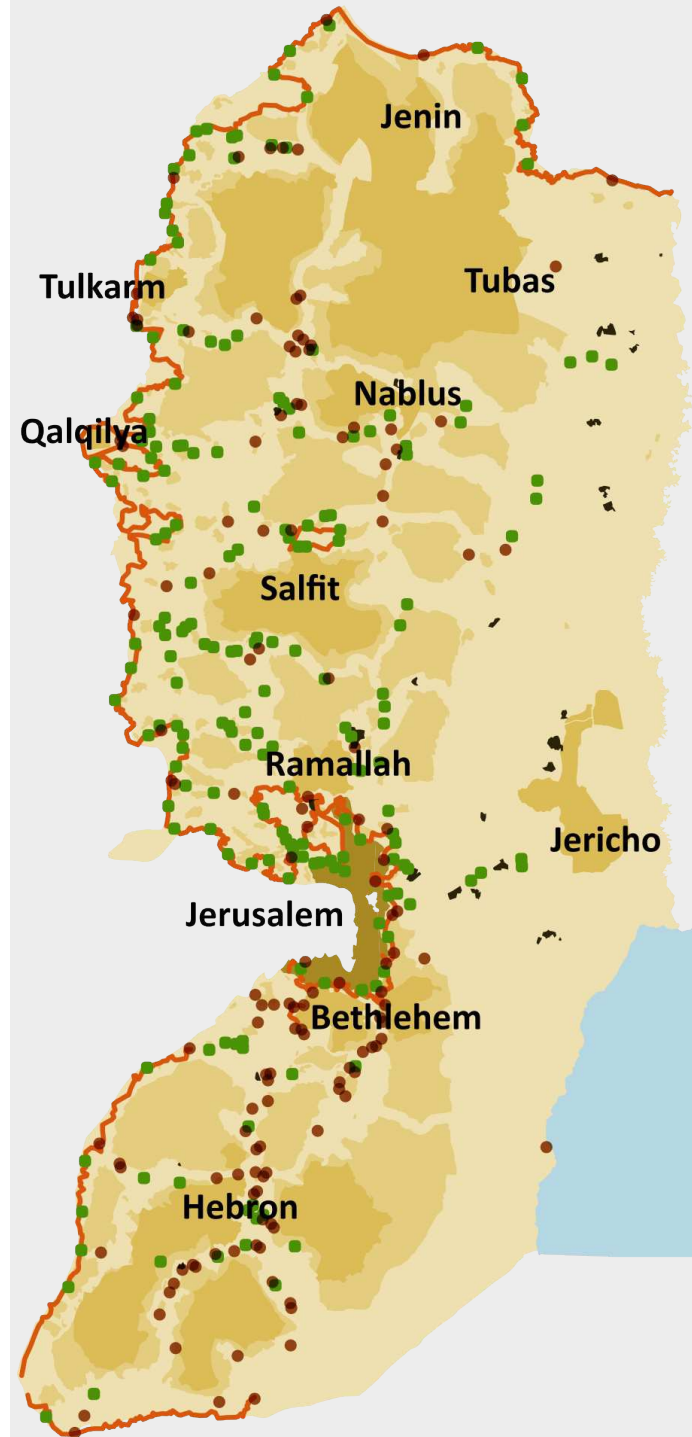 Jenin
Tulkarm
Tubas
Nablus
Qalqilya
Salfit
Ramallah
Jericho
Jerusalem
Bethlehem
Hebron